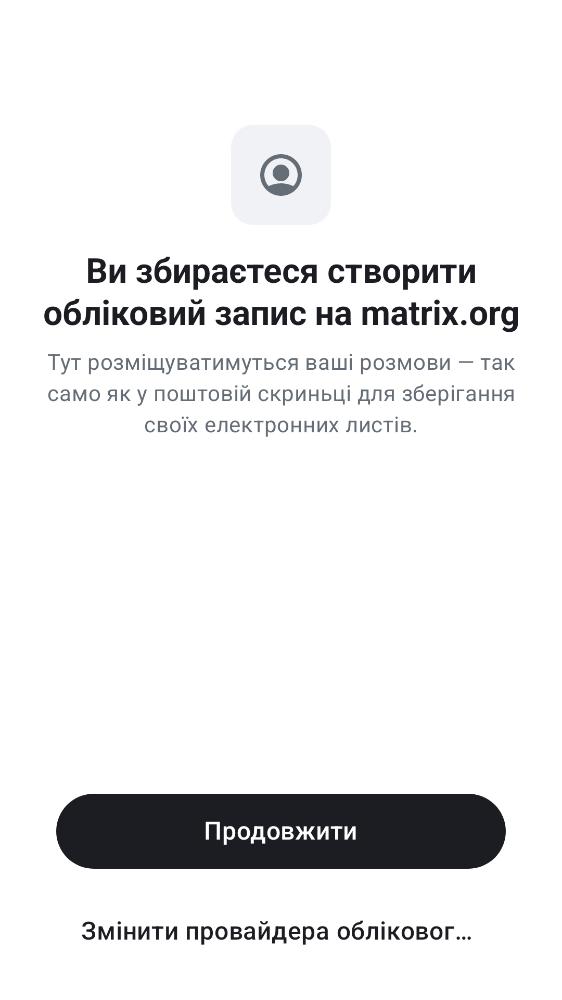 Ви збираєтеся створити
обліковий запис на matrix.org
Тут розміщуватимуться ваші розмови — так
само як у поштовій скриньці для зберігання
своїх електронних листів.
Продовжити
Змінити провайдера обліковог…